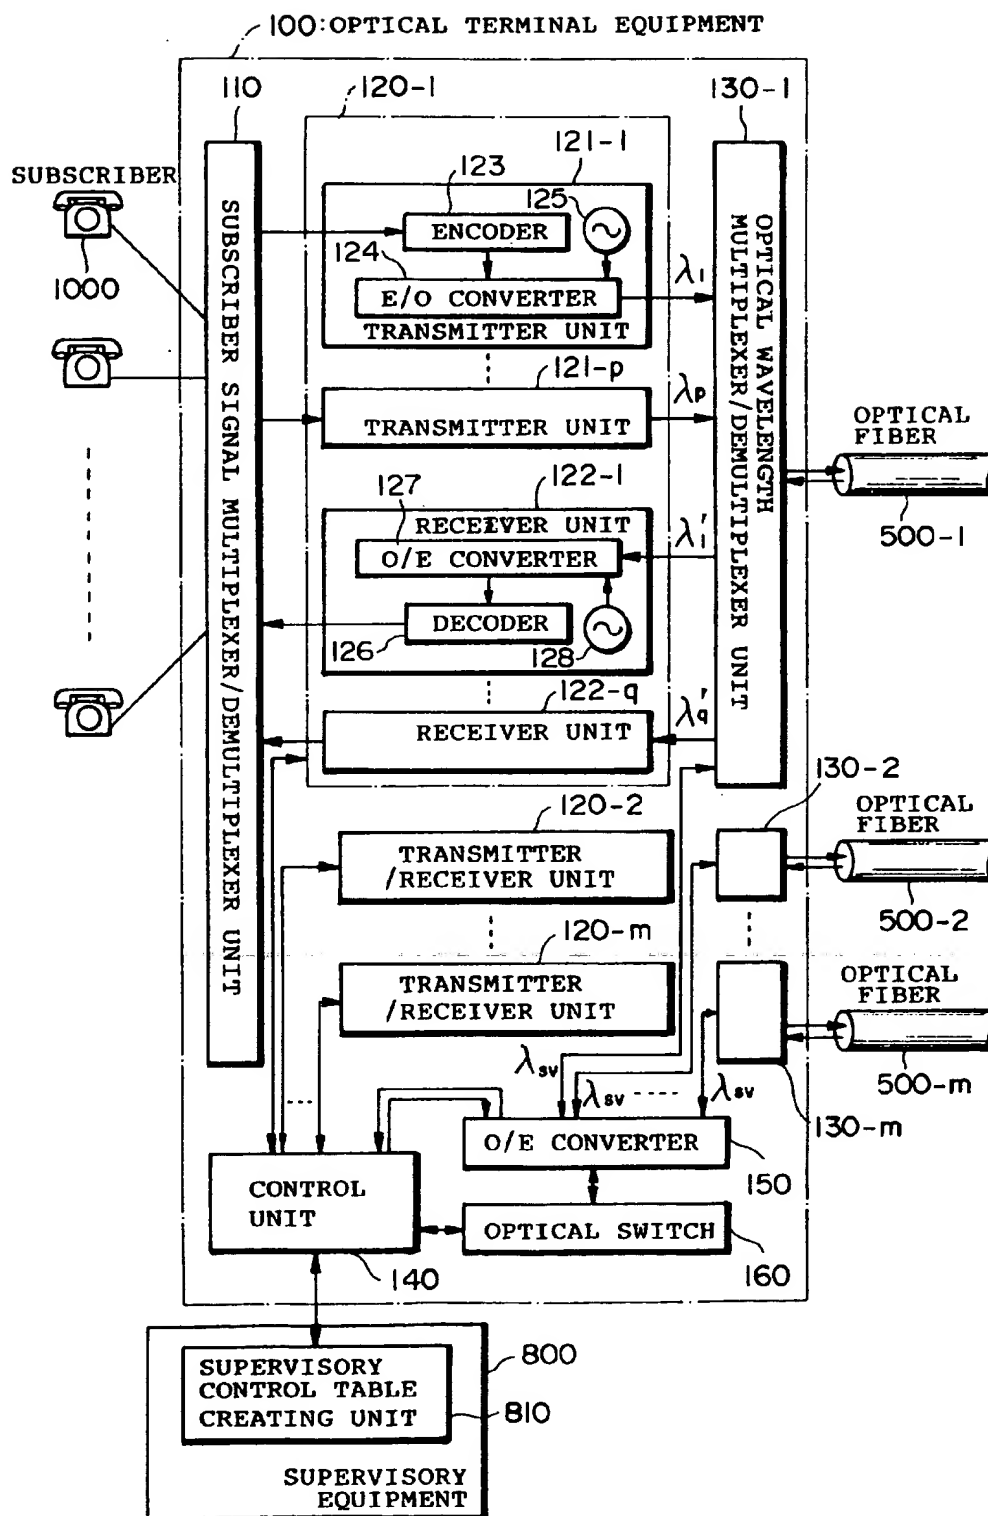 100:OPTICAL TERMINAL EQUIPMENT
110
120-1
130-1
121-1
SUBSCRIBER
123
125
ENCODER
124
E/O CONVERTER
TRANSMITTER UNIT
λ1
1000
121-p
TRANSMITTER UNIT
λp
SUBSCRIBER SIGNAL MULTIPLEXER/DEMULTIPLEXER UNIT
OPTICAL WAVELENGTH
MULTIPLEXER/DEMULTIPLEXER UNIT
OPTICAL
FIBER
500-1
122-1
127
RECEIVER UNIT
O/E CONVERTER
λ1'
DECODER
126
128
122-q
RECEIVER UNIT
λq'
130-2
120-2
TRANSMITTER
/RECEIVER UNIT
OPTICAL
FIBER
500-2
120-m
TRANSMITTER
/RECEIVER UNIT
OPTICAL
FIBER
500-m
λsv
λsv
λsv
130-m
O/E CONVERTER
150
CONTROL
UNIT
140
OPTICAL SWITCH
160
800
SUPERVISORY
CONTROL TABLE
CREATING UNIT
810
SUPERVISORY
EQUIPMENT